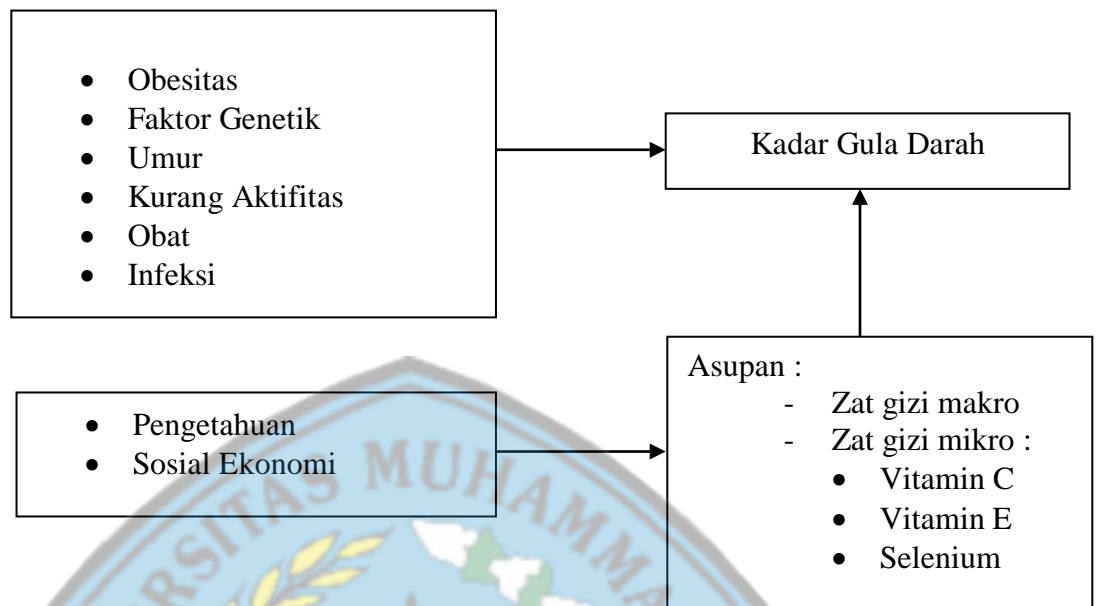 • Obesitas
• Faktor Genetik
• Umur
• Kurang Aktifitas
• Obat
• Infeksi
Kadar Gula Darah
• Pengetahuan
• Sosial Ekonomi
Asupan :
- Zat gizi makro
- Zat gizi mikro :
• Vitamin C
• Vitamin E
• Selenium